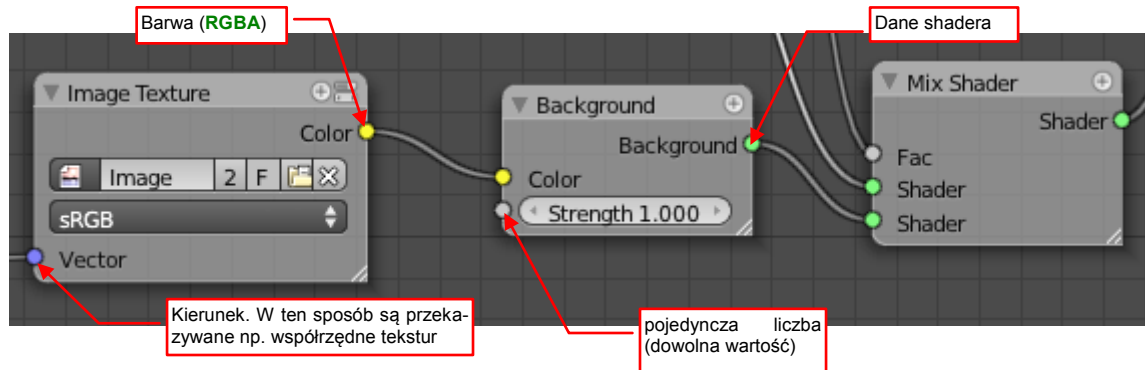 Barwa (RGBA)
Dane shadera
Image Texture
Color
Image 2 F
sRGB
Vector
Background
Background
Color
Strength 1.000
Mix Shader
Shader
Fac
Shader
Shader
Kierunek. W ten sposób są przeka-
zywane np. współrzędne tekstur
pojedyncza liczba
(dowolna wartość)